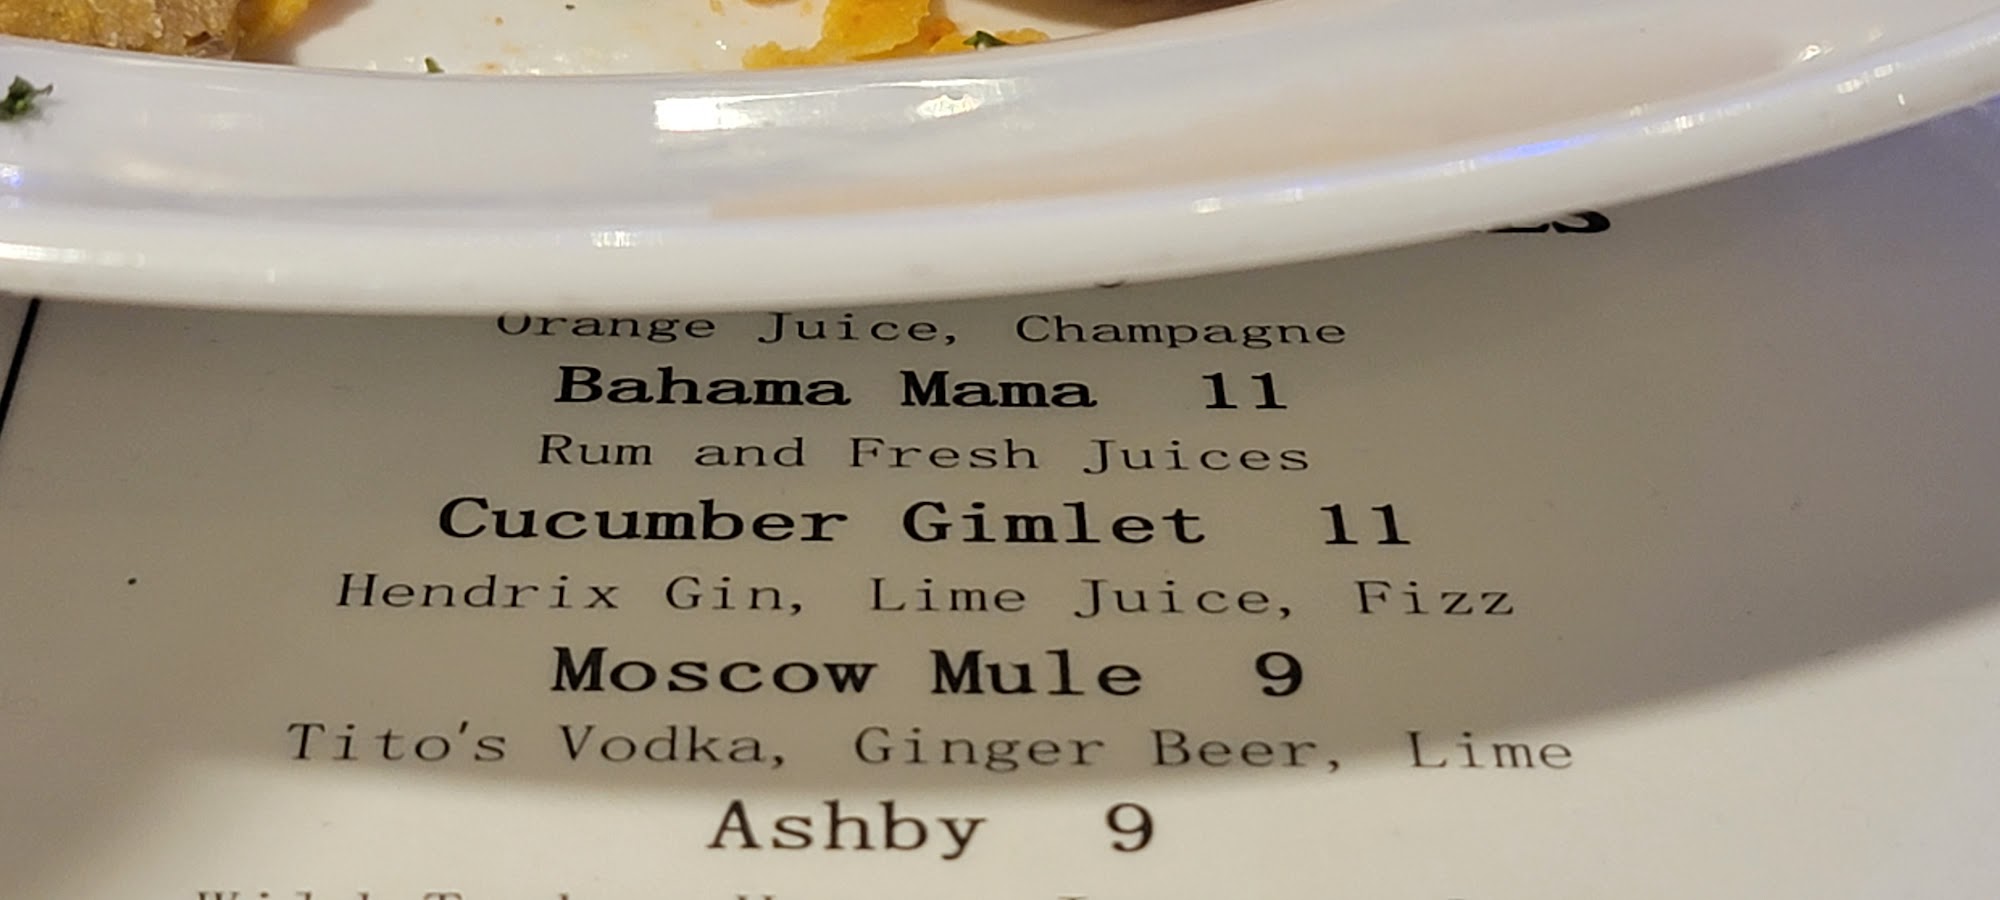 Orange Juice, Champagne
Bahama Mama 11
Rum and Fresh Juices
Cucumber Gimlet 11
Hendrix Gin, Lime Juice, Fizz
Moscow Mule 9
Tito's Vodka, Ginger Beer, Lime
Ashby 9